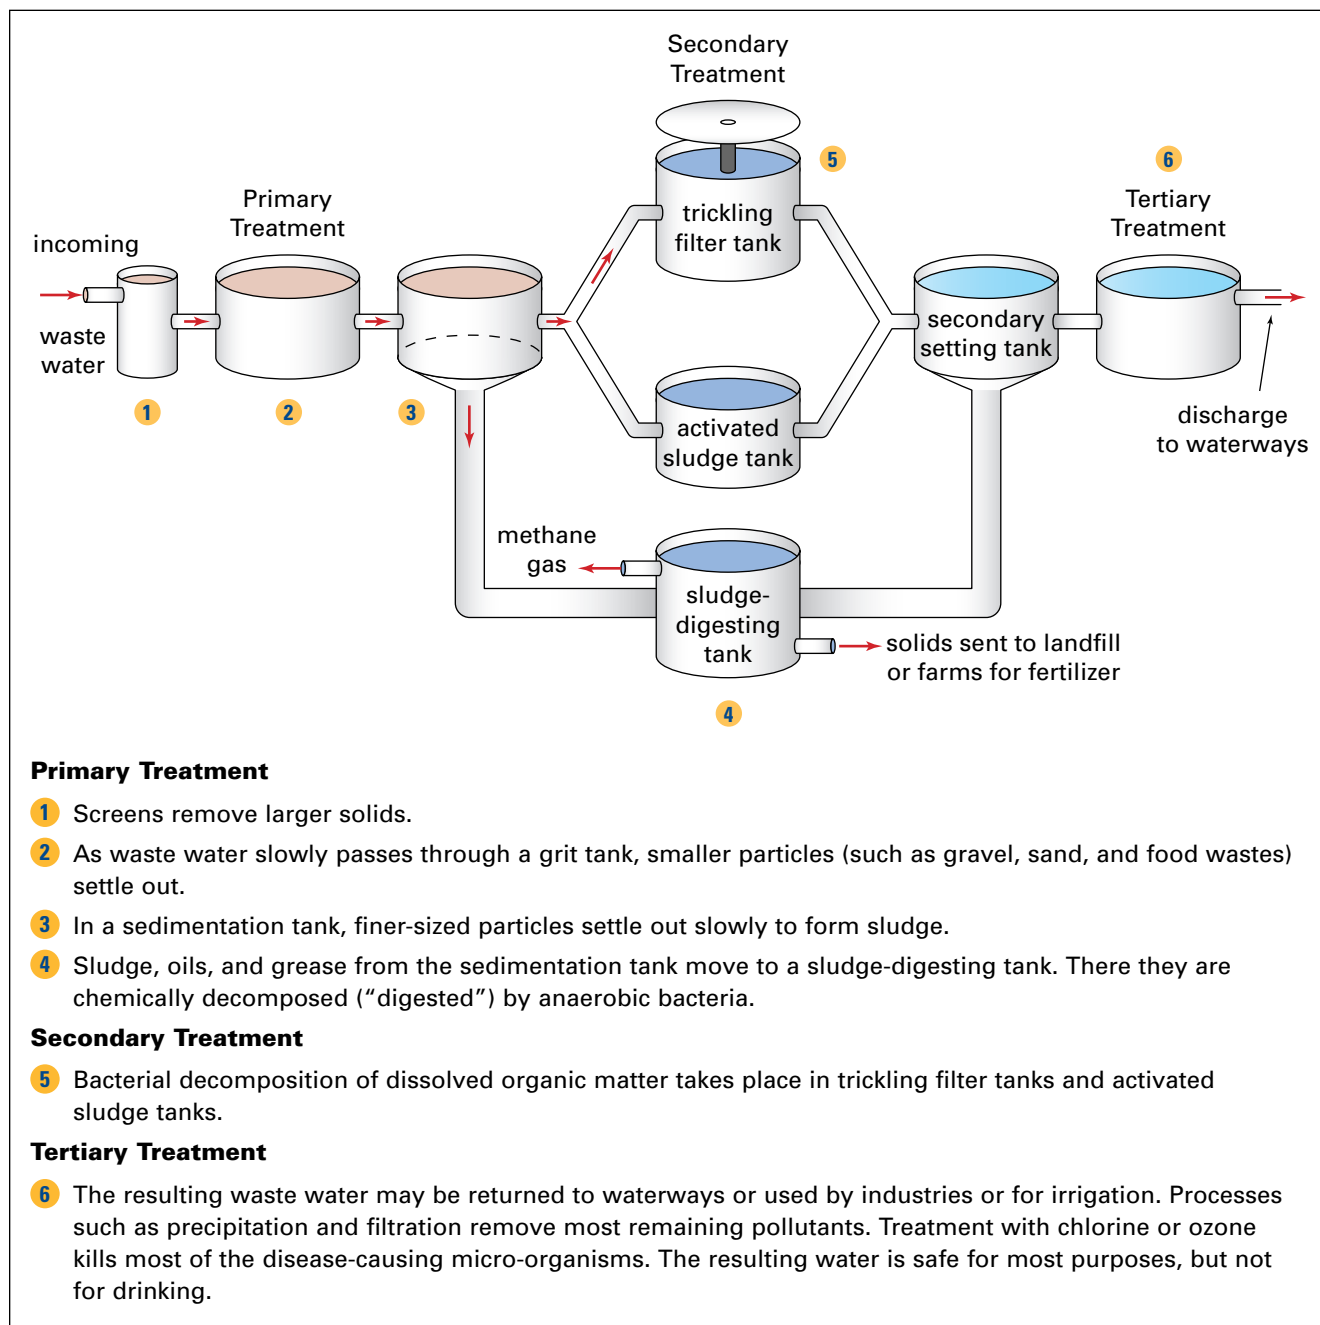 Secondary
Treatment
5
6
Primary
Treatment
Tertiary
Treatment
incoming
trickling
filter tank
waste
water
secondary
setting tank
1
2
3
activated
sludge tank
discharge
to waterways
methane
gas
sludge-
digesting
tank
solids sent to landfill
or farms for fertilizer
4
Primary Treatment
1 Screens remove larger solids.
2 As waste water slowly passes through a grit tank, smaller particles (such as gravel, sand, and food wastes)
settle out.
3 In a sedimentation tank, finer-sized particles settle out slowly to form sludge.
4 Sludge, oils, and grease from the sedimentation tank move to a sludge-digesting tank. There they are
chemically decomposed (“digested”) by anaerobic bacteria.
Secondary Treatment
5 Bacterial decomposition of dissolved organic matter takes place in trickling filter tanks and activated
sludge tanks.
Tertiary Treatment
6 The resulting waste water may be returned to waterways or used by industries or for irrigation. Processes
such as precipitation and filtration remove most remaining pollutants. Treatment with chlorine or ozone
kills most of the disease-causing micro-organisms. The resulting water is safe for most purposes, but not
for drinking.